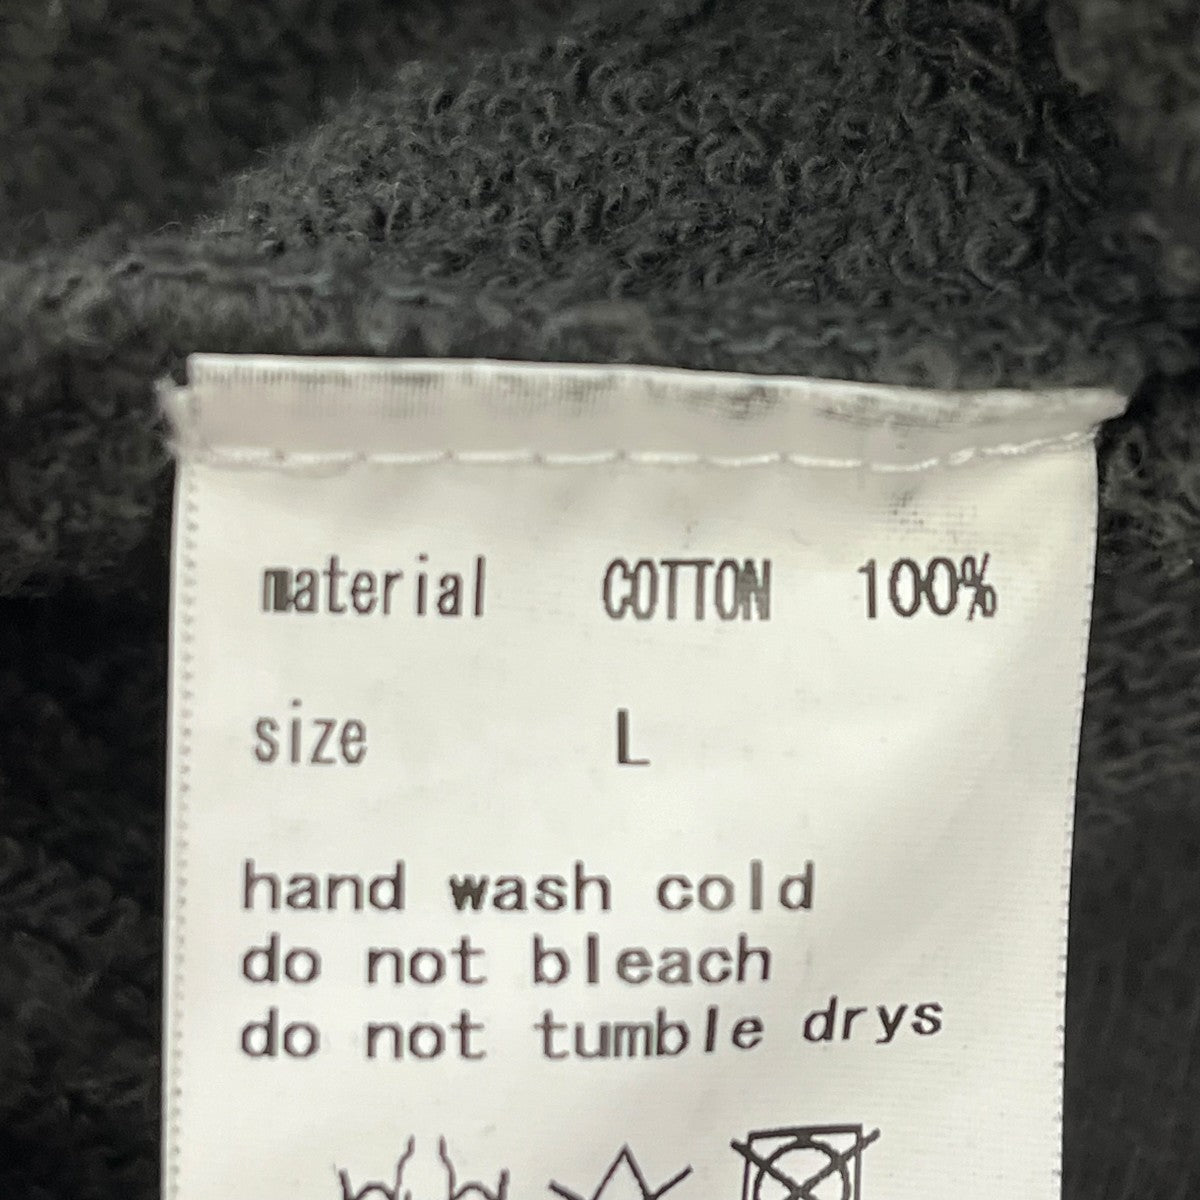 material COTTON 100%
size L
hand wash cold
do not bleach
do not tumble drys